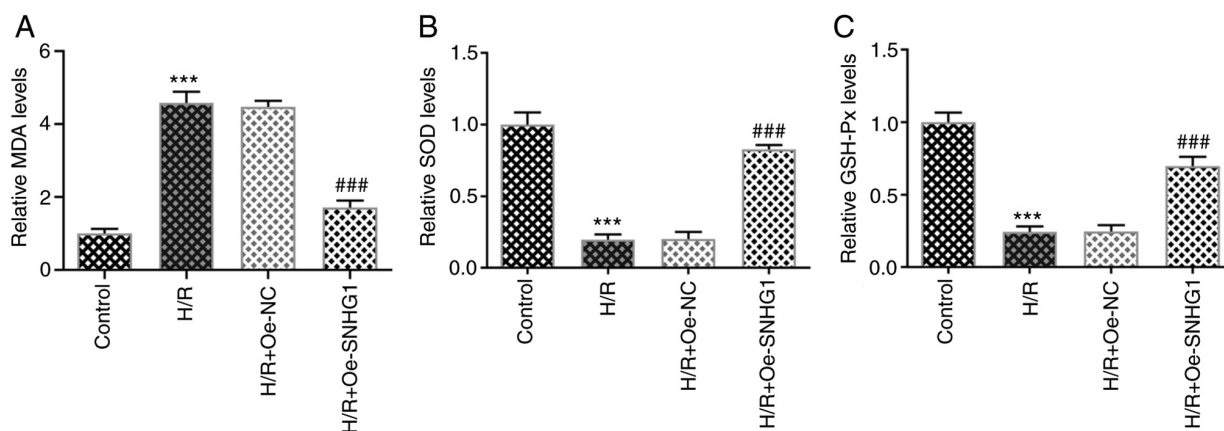 A
Relative MDA levels
6
4
2
0
***
###
Control
H/R
H/R+Oe-NC
H/R+Oe-SNHG1
B
Relative SOD levels
1.5
1.0
0.5
0.0
***
###
Control
H/R
H/R+Oe-NC
H/R+Oe-SNHG1
C
Relative GSH-Px levels
1.5
1.0
0.5
0.0
***
###
Control
H/R
H/R+Oe-NC
H/R+Oe-SNHG1